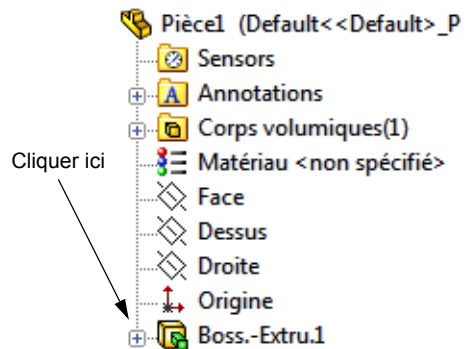 Pièce1 (Default<<Default>_P
Sensors
Annotations
Corps volumiques(1)
Cliquer ici
Matériau <non spécifié>
Face
Dessus
Droite
Origine
Boss.-Extru.1